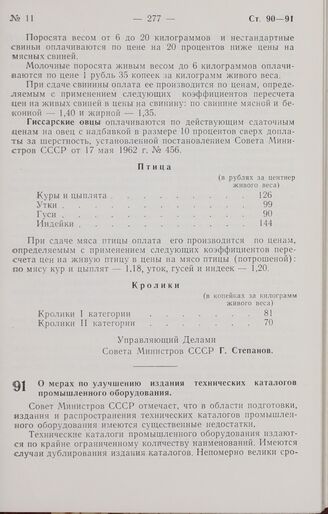 № 11 — 277 — Ст. 90—91
Поросята весом от 6 до 20 килограммов и нестандартные
свиньи оплачиваются по цене на 20 процентов ниже цены на
мясных свиней.
Молочные поросята живым весом до 6 килограммов оплачи-
ваются по цене 1 рубль 35 копеек за килограмм живого веса.
При сдаче свинины оплата ее производится по ценам, опреде-
ляемым с применением следующих коэффициентов пересчета
цен на живых свиней в цены на свинину: по свинине мясной и бе-
конной — 1,40 и жирной — 1,35.
Гиссарские овцы оплачиваются по действующим сдаточным
ценам на овец с надбавкой в размере 10 процентов сверх допла-
ты за шерстность, установленной постановлением Совета Мини-
стров СССР от 17 мая 1962 г. № 456.
Птица
(в рублях за центнер
живого веса)
Куры и цыплята . . . . . . . . 126
Утки . . . . . . . . . . . 99
Гуси . . . . . . . . . . . 90
Индейки . . . . . . . . . . 144
При сдаче мяса птицы оплата его производится по ценам,
определяемым с применением следующих коэффициентов пере-
счета цен на живую птицу в цены на мясо птицы (потрошеной):
по мясу кур и цыплят — 1,18, уток, гусей и индеек — 1,20.
Кролики
(в копейках за килограмм
живого веса)
Кролики I категории . . . . . . 81
Кролики II категории . . . . . . 70
Управляющий Делами
Совета Министров СССР Г. Степанов.
91 О мерах по улучшению издания технических каталогов
промышленного оборудования.
Совет Министров СССР отмечает, что в области подготовки,
издания и распространения технических каталогов промышлен-
ного оборудования имеются существенные недостатки.
Технические каталоги промышленного оборудования издают-
ся по крайне ограниченному количеству наименований. Имеются
случаи дублирования издания каталогов. Непомерно велики сро-